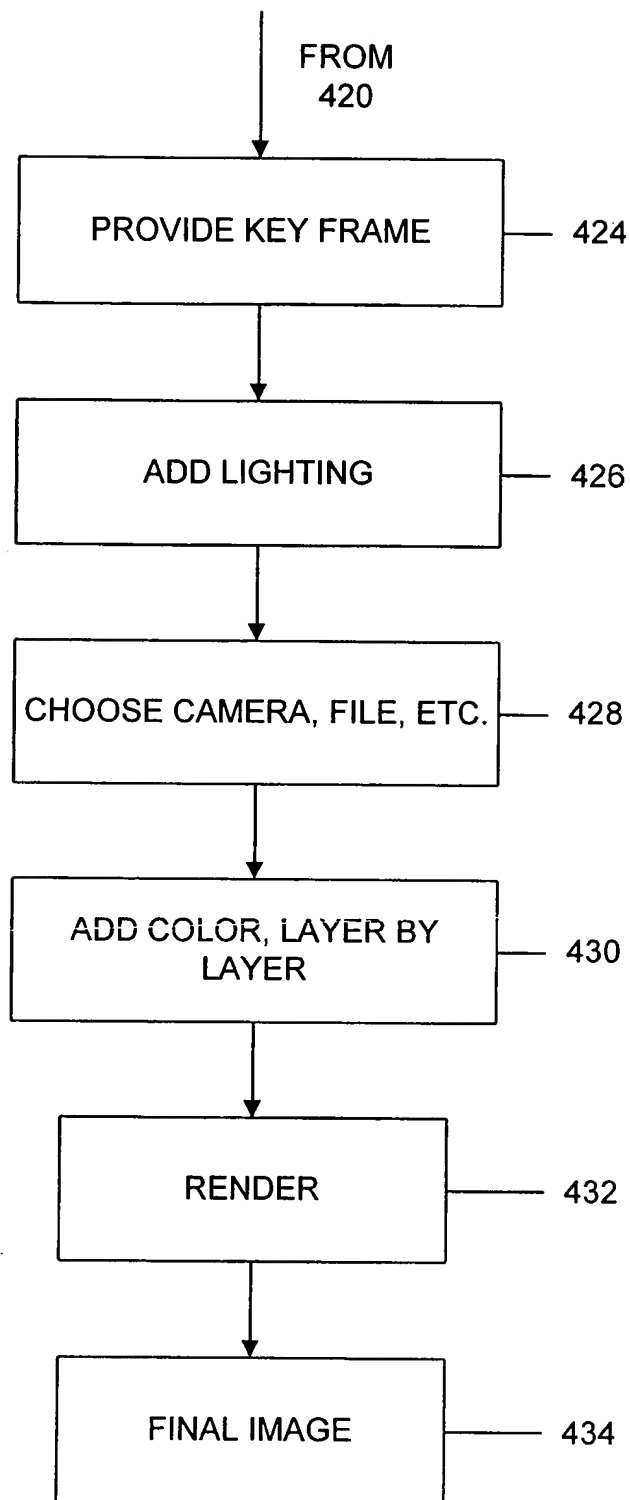 FROM
420
PROVIDE KEY FRAME
424
ADD LIGHTING
426
CHOOSE CAMERA, FILE, ETC.
428
ADD COLOR, LAYER BY
LAYER
430
RENDER
432
FINAL IMAGE
434